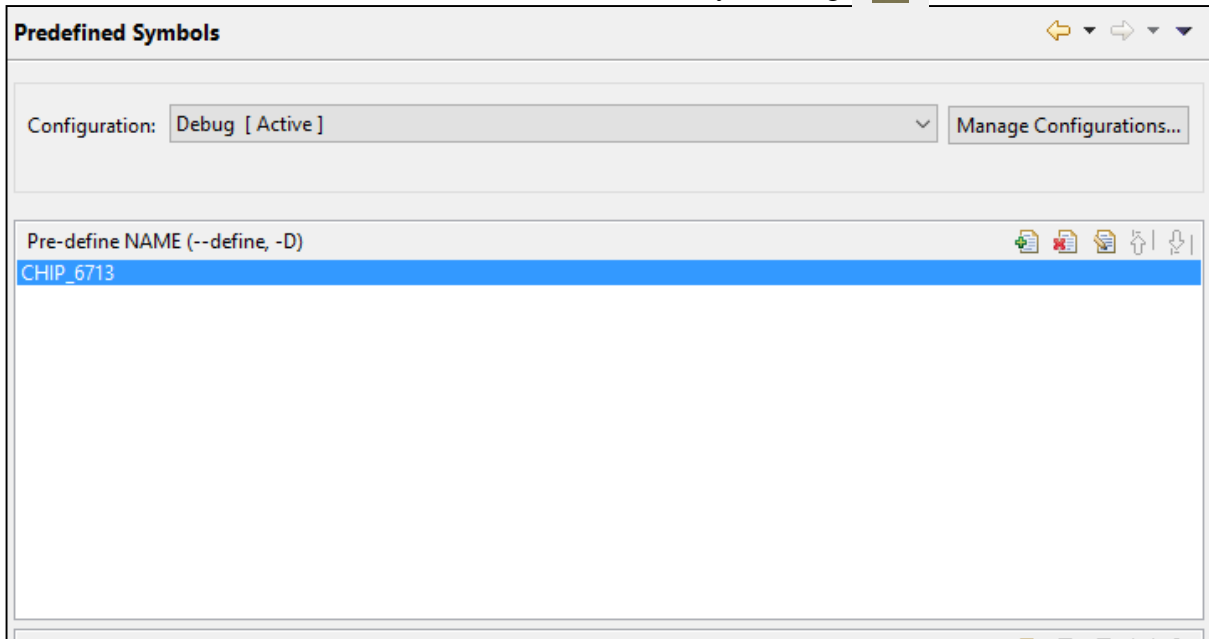 Predefined Symbols
Configuration: Debug [ Active ] Manage Configurations...
Pre-define NAME (--define, -D)
CHIP_6713